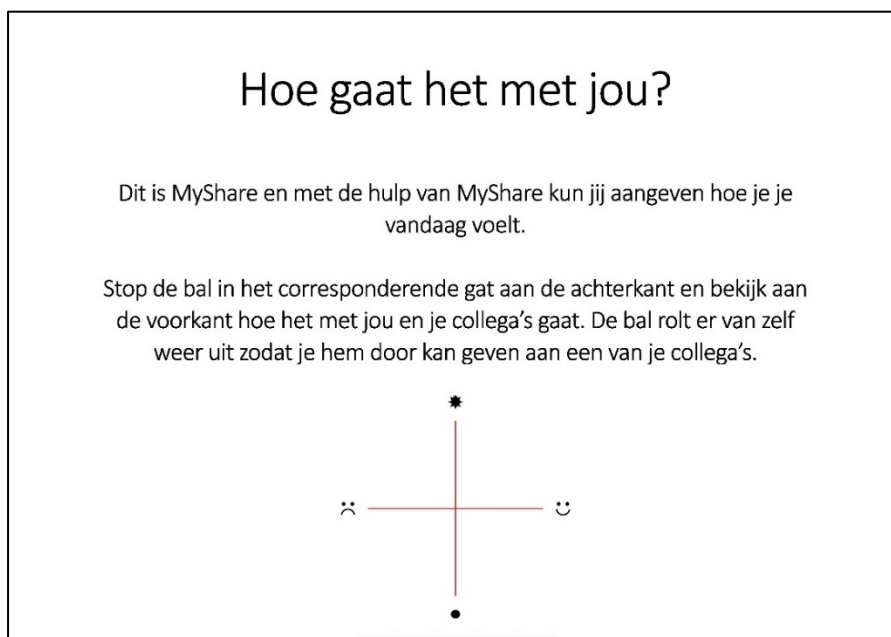 Hoe gaat het met jou?
Dit is MyShare en met de hulp van MyShare kun jij aangeven hoe je je
vandaag voelt.
Stop de bal in het corresponderende gat aan de achterkant en bekijk aan
de voorkant hoe het met jou en je collega's gaat. De bal rolt er van zelf
weer uit zodat je hem door kan geven aan een van je collega's.